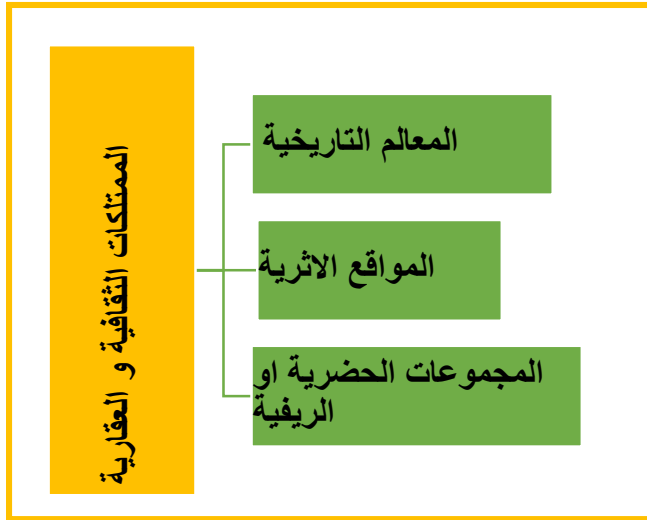 الممتلكات الثقافية و العقارية
المعالم التاريخية
المواقع الاثرية
المجموعات الحضرية او
الريفية